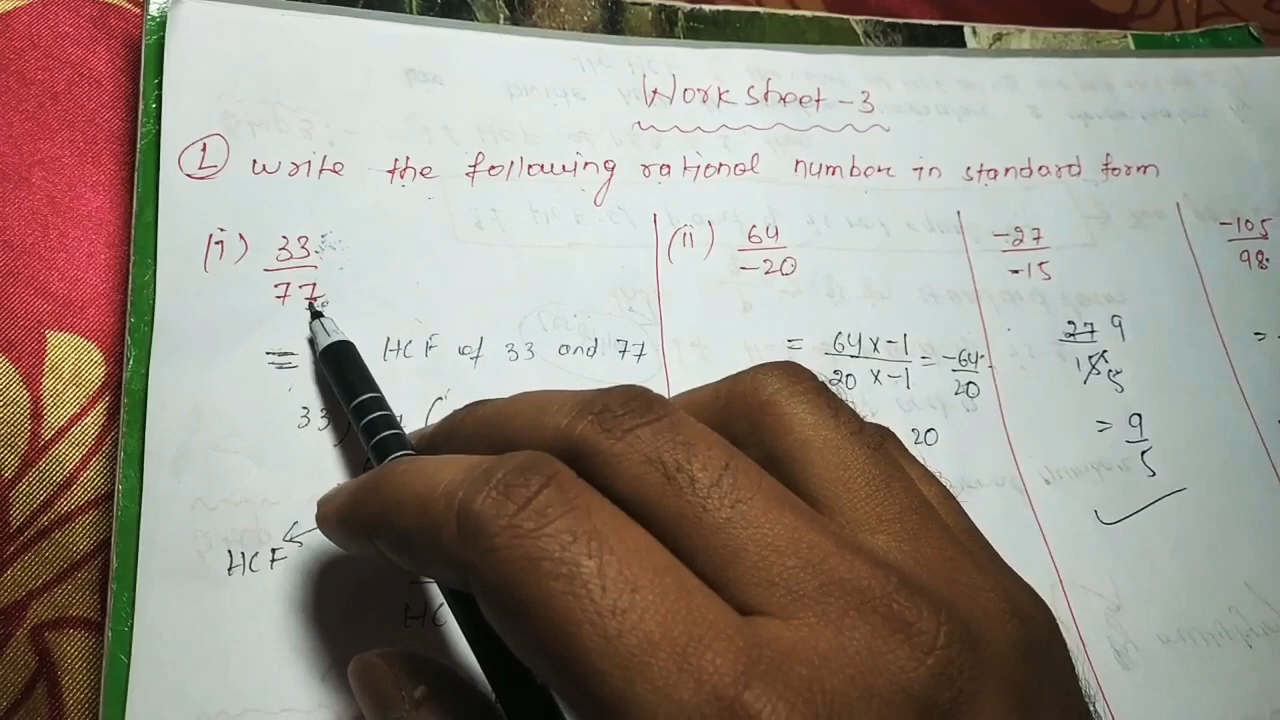 Worksheet-3
① Write the following rational number in standard form
(i) 33/77
= HCF of 33 and 77
33)
HCF
HC
(ii) 64/-20
= 64 x -1 / 20 x -1 = -64/20
20
-27/-15
27 9 / 15 5
= 9/5
-105/98
=